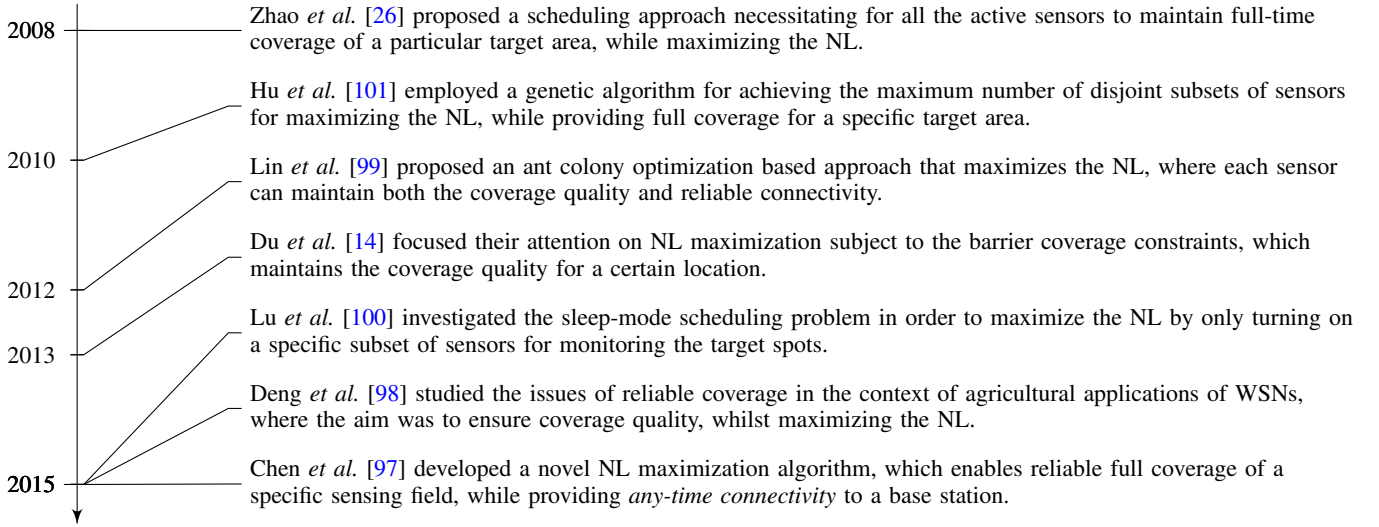 2008
Zhao et al. [26] proposed a scheduling approach necessitating for all the active sensors to maintain full-time
coverage of a particular target area, while maximizing the NL.
Hu et al. [101] employed a genetic algorithm for achieving the maximum number of disjoint subsets of sensors
for maximizing the NL, while providing full coverage for a specific target area.
2010
Lin et al. [99] proposed an ant colony optimization based approach that maximizes the NL, where each sensor
can maintain both the coverage quality and reliable connectivity.
Du et al. [14] focused their attention on NL maximization subject to the barrier coverage constraints, which
maintains the coverage quality for a certain location.
2012
Lu et al. [100] investigated the sleep-mode scheduling problem in order to maximize the NL by only turning on
a specific subset of sensors for monitoring the target spots.
2013
Deng et al. [98] studied the issues of reliable coverage in the context of agricultural applications of WSNs,
where the aim was to ensure coverage quality, whilst maximizing the NL.
2015
Chen et al. [97] developed a novel NL maximization algorithm, which enables reliable full coverage of a
specific sensing field, while providing any-time connectivity to a base station.